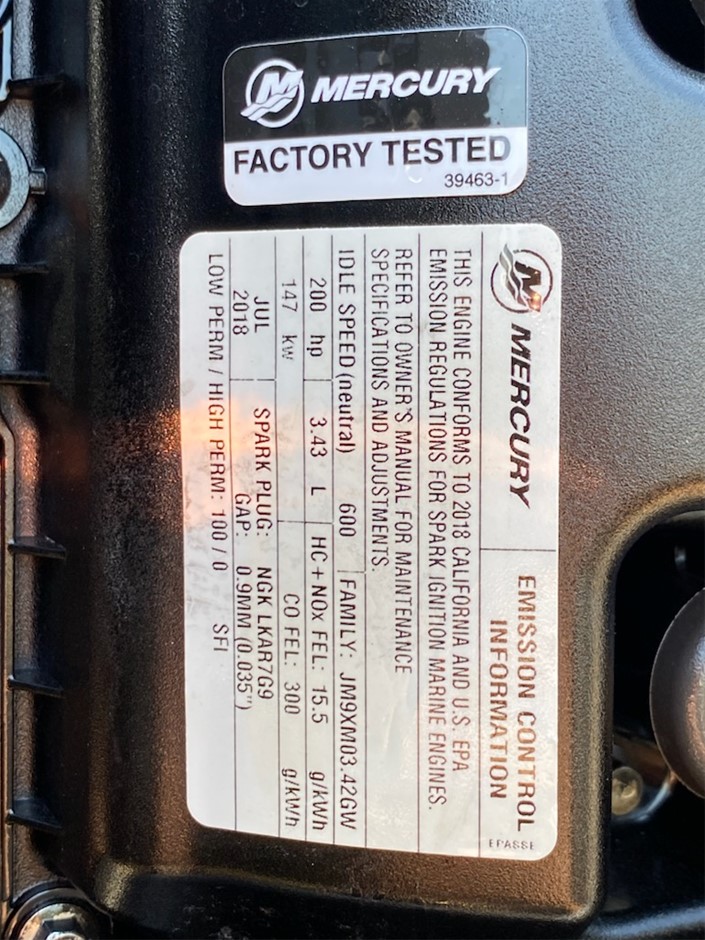 MERCURY
FACTORY TESTED
39463-1
MERCURY
EMISSION CONTROL
INFORMATION
EPASSE
THIS ENGINE CONFORMS TO 2018 CALIFORNIA AND U.S. EPA
EMISSION REGULATIONS FOR SPARK IGNITION MARINE ENGINES.
REFER TO OWNER'S MANUAL FOR MAINTENANCE
SPECIFICATIONS AND ADJUSTMENTS.
IDLE SPEED (neutral) 600 FAMILY: JM9XM03.42GW
200 hp 3.43 L HC + NOx FEL: 15.5 g/kWh
147 kw CO FEL: 300 g/kWh
JUL SPARK PLUG: NGK LKAR7G9
2018 GAP: 0.9MM (0.035")
LOW PERM / HIGH PERM: 100 / 0 SFI